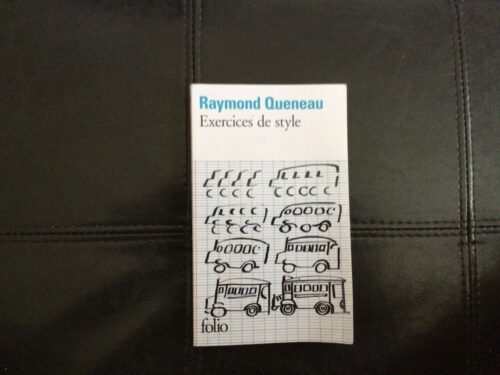 Raymond Queneau
Exercices de style
folio